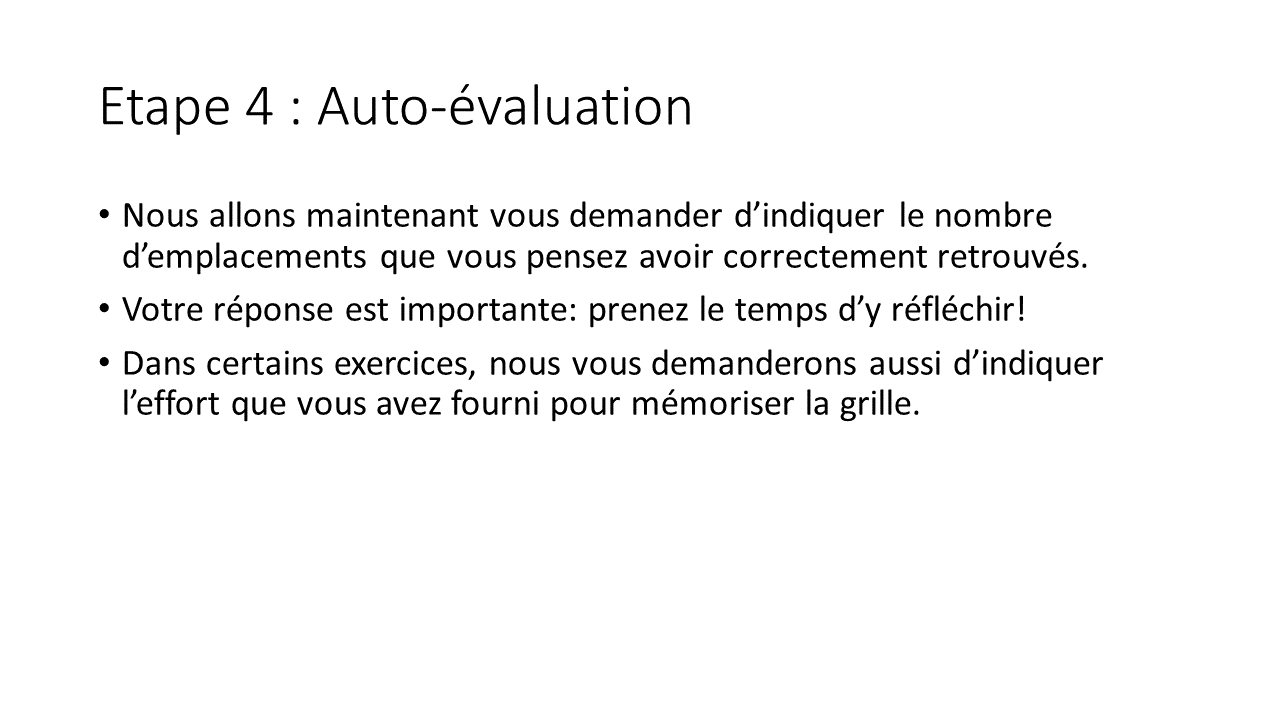 Etape 4 : Auto-évaluation
• Nous allons maintenant vous demander d’indiquer le nombre
d’emplacements que vous pensez avoir correctement retrouvés.
• Votre réponse est importante: prenez le temps d’y réfléchir!
• Dans certains exercices, nous vous demanderons aussi d’indiquer
l’effort que vous avez fourni pour mémoriser la grille.